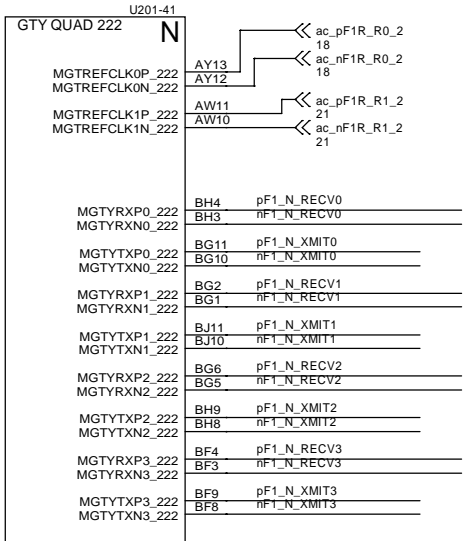 U201-41
GTY QUAD 222 N
MGTREFCLK0P_222 AY13 ac_pF1R_R0_2
18
MGTREFCLK0N_222 AY12 ac_nF1R_R0_2
18
MGTREFCLK1P_222 AW11 ac_pF1R_R1_2
21
MGTREFCLK1N_222 AW10 ac_nF1R_R1_2
21
MGTYRXP0_222 BH4 pF1_N_RECV0
MGTYRXN0_222 BH3 nF1_N_RECV0
MGTYTXP0_222 BG11 pF1_N_XMIT0
MGTYTXN0_222 BG10 nF1_N_XMIT0
MGTYRXP1_222 BG2 pF1_N_RECV1
MGTYRXN1_222 BG1 nF1_N_RECV1
MGTYTXP1_222 BJ11 pF1_N_XMIT1
MGTYTXN1_222 BJ10 nF1_N_XMIT1
MGTYRXP2_222 BG6 pF1_N_RECV2
MGTYRXN2_222 BG5 nF1_N_RECV2
MGTYTXP2_222 BH9 pF1_N_XMIT2
MGTYTXN2_222 BH8 nF1_N_XMIT2
MGTYRXP3_222 BF4 pF1_N_RECV3
MGTYRXN3_222 BF3 nF1_N_RECV3
MGTYTXP3_222 BF9 pF1_N_XMIT3
MGTYTXN3_222 BF8 nF1_N_XMIT3